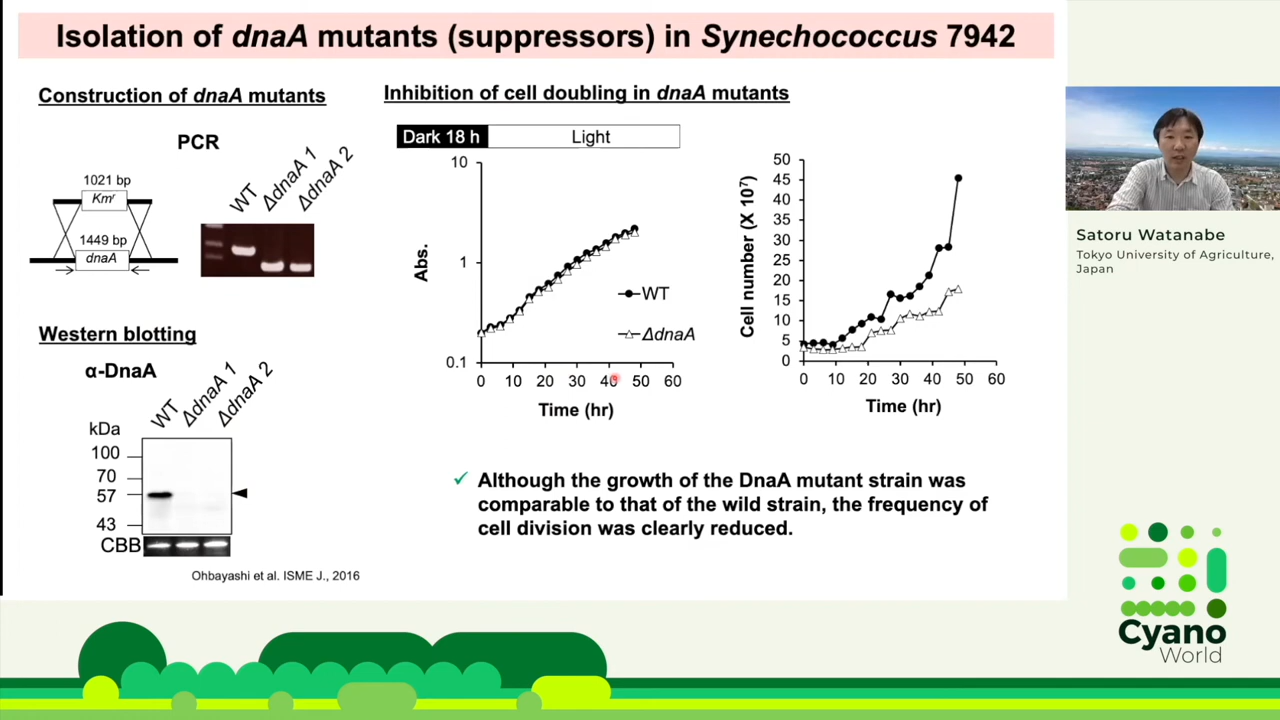 Isolation of dnaA mutants (suppressors) in Synechococcus 7942
Construction of dnaA mutants
PCR
1021 bp
Kmr
1449 bp
dnaA
WT
ΔdnaA 1
ΔdnaA 2
Western blotting
α-DnaA
WT
ΔdnaA 1
ΔdnaA 2
kDa
100
70
57
43
CBB
Ohbayashi et al. ISME J., 2016
Inhibition of cell doubling in dnaA mutants
Dark 18 h
Light
Abs.
10
1
0.1
0 10 20 30 40 50 60
Time (hr)
WT
ΔdnaA
Cell number (X 10⁷)
50
45
40
35
30
25
20
15
10
5
0
0 10 20 30 40 50 60
Time (hr)
✓ Although the growth of the DnaA mutant strain was
comparable to that of the wild strain, the frequency of
cell division was clearly reduced.
Satoru Watanabe
Tokyo University of Agriculture,
Japan
Cyano
World